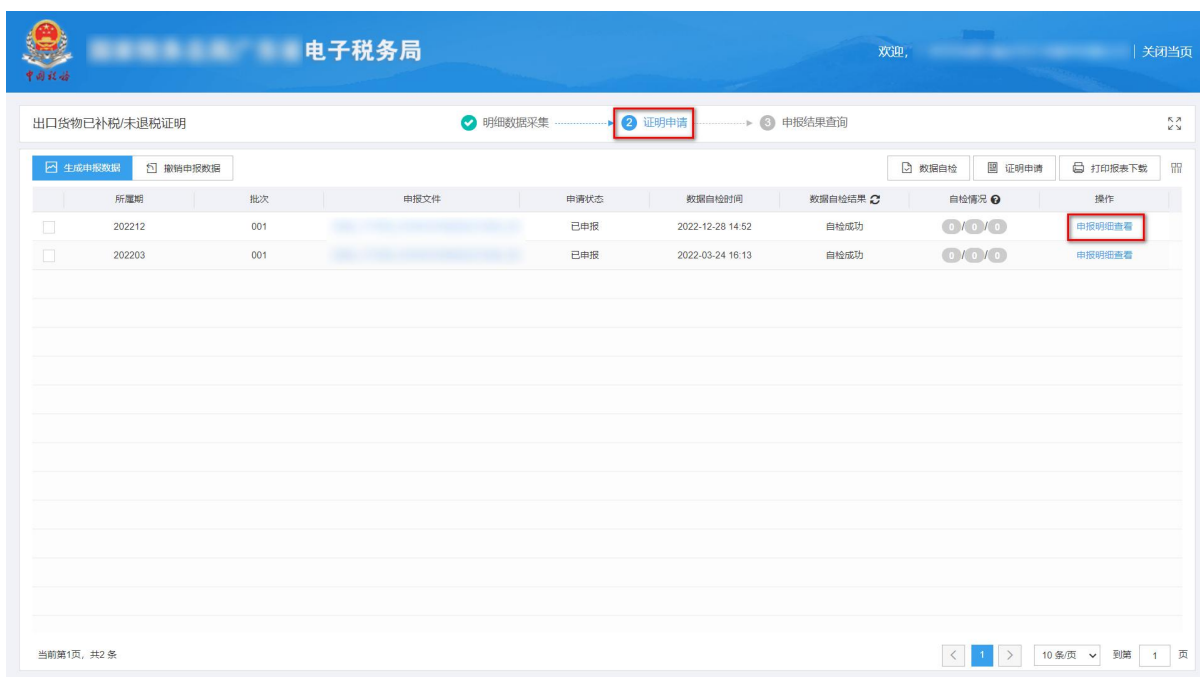 中国税务
电子税务局
欢迎, | 关闭当页
出口货物已补税/未退税证明
明细数据采集 2 证明申请 3 申报结果查询
生成申报数据 撤销申报数据 数据自检 证明申请 打印报表下载
所属期 批次 申报文件 申请状态 数据自检时间 数据自检结果 自检情况 操作
202212 001 已申报 2022-12-28 14:52 自检成功 0/0/0 申报明细查看
202203 001 已申报 2022-03-24 16:13 自检成功 0/0/0 申报明细查看
当前第1页, 共2 条 < 1 > 10 条/页 到第 1 页